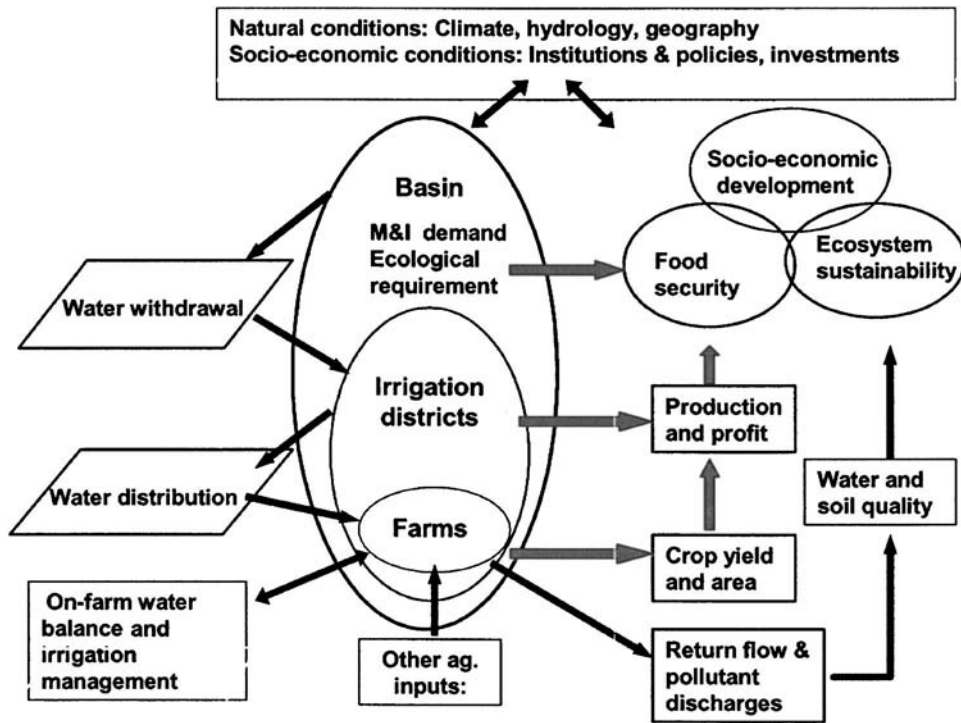 Natural conditions: Climate, hydrology, geography
Socio-economic conditions: Institutions & policies, investments
Basin
M&I demand
Ecological
requirement
Socio-economic
development
Food
security
Ecosystem
sustainability
Water withdrawal
Irrigation
districts
Production
and profit
Water distribution
Farms
Water and
soil quality
Crop yield
and area
On-farm water
balance and
irrigation
management
Other ag.
inputs:
Return flow &
pollutant
discharges